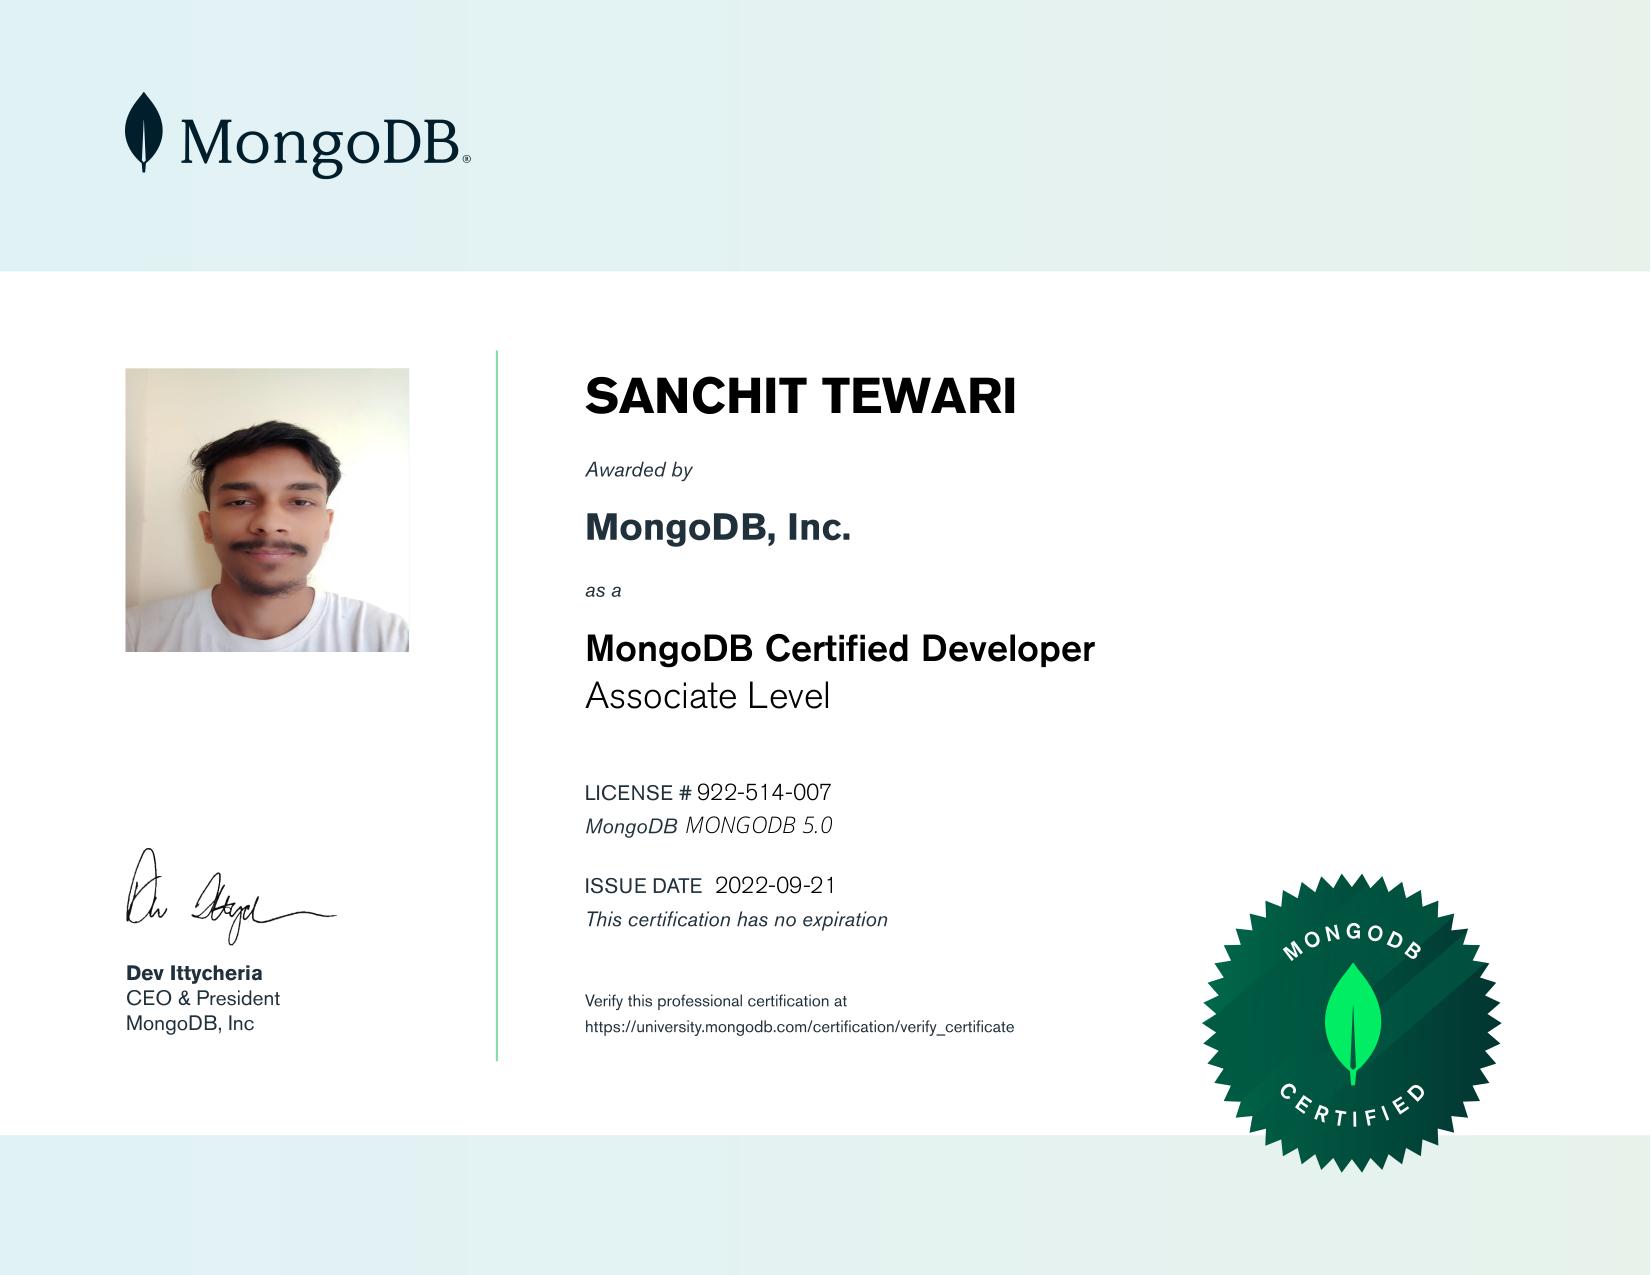 MongoDB®
SANCHIT TEWARI
Awarded by
MongoDB, Inc.
as a
MongoDB Certified Developer
Associate Level
LICENSE # 922-514-007
MongoDB MONGODB 5.0
ISSUE DATE 2022-09-21
This certification has no expiration
Verify this professional certification at
https://university.mongodb.com/certification/verify_certificate
Dev Ittycheria
CEO & President
MongoDB, Inc
MONGODB
CERTIFIED